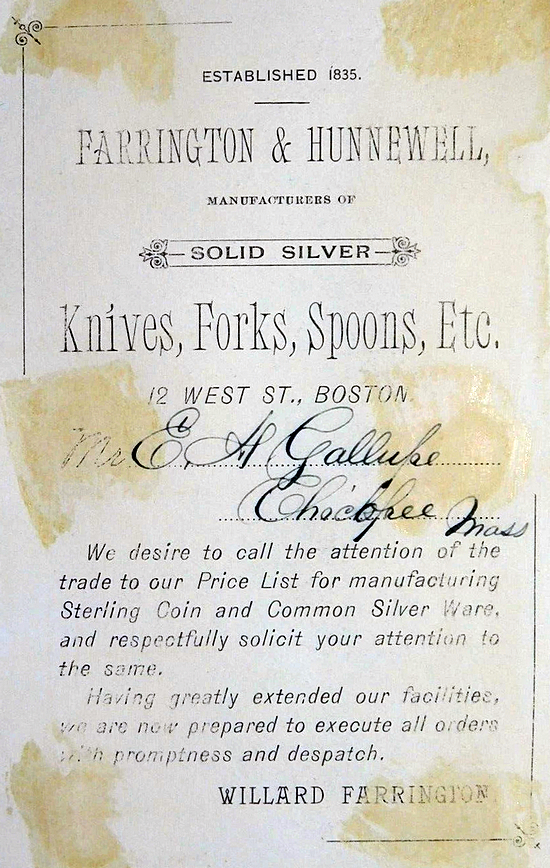 ESTABLISHED 1835.
FARRINGTON & HUNNEWELL,
MANUFACTURERS OF
SOLID SILVER
Knives, Forks, Spoons, Etc.
12 WEST ST., BOSTON.
Mr E. A Gallupe
Chickpee Mass
We desire to call the attention of the
trade to our Price List for manufacturing
Sterling Coin and Common Silver Ware,
and respectfully solicit your attention to
the same.
Having greatly extended our facilities,
we are now prepared to execute all orders
with promptness and despatch.
WILLARD FARRINGTON.